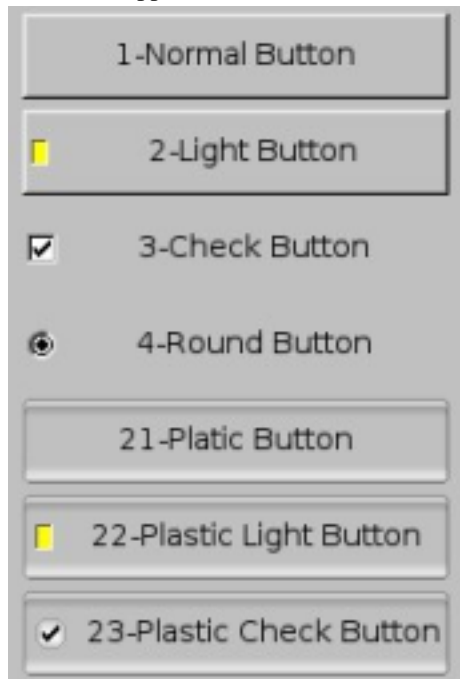 1-Normal Button
2-Light Button
3-Check Button
4-Round Button
21-Platic Button
22-Plastic Light Button
23-Plastic Check Button